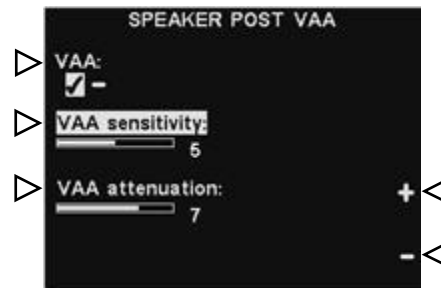 SPEAKER POST VAA
VAA:
✓ -
VAA sensitivity:
5
VAA attenuation:
7
+
-